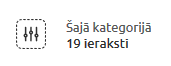 Šajā kategorijā
19 ieraksti